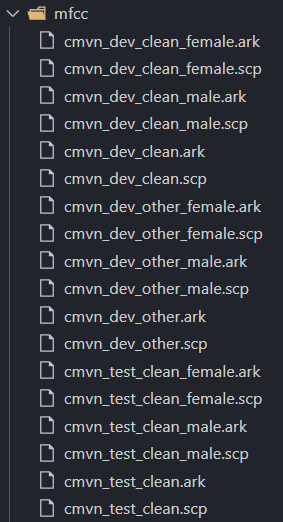 mfcc
cmvn_dev_clean_female.ark
cmvn_dev_clean_female.scp
cmvn_dev_clean_male.ark
cmvn_dev_clean_male.scp
cmvn_dev_clean.ark
cmvn_dev_clean.scp
cmvn_dev_other_female.ark
cmvn_dev_other_female.scp
cmvn_dev_other_male.ark
cmvn_dev_other_male.scp
cmvn_dev_other.ark
cmvn_dev_other.scp
cmvn_test_clean_female.ark
cmvn_test_clean_female.scp
cmvn_test_clean_male.ark
cmvn_test_clean_male.scp
cmvn_test_clean.ark
cmvn_test_clean.scp